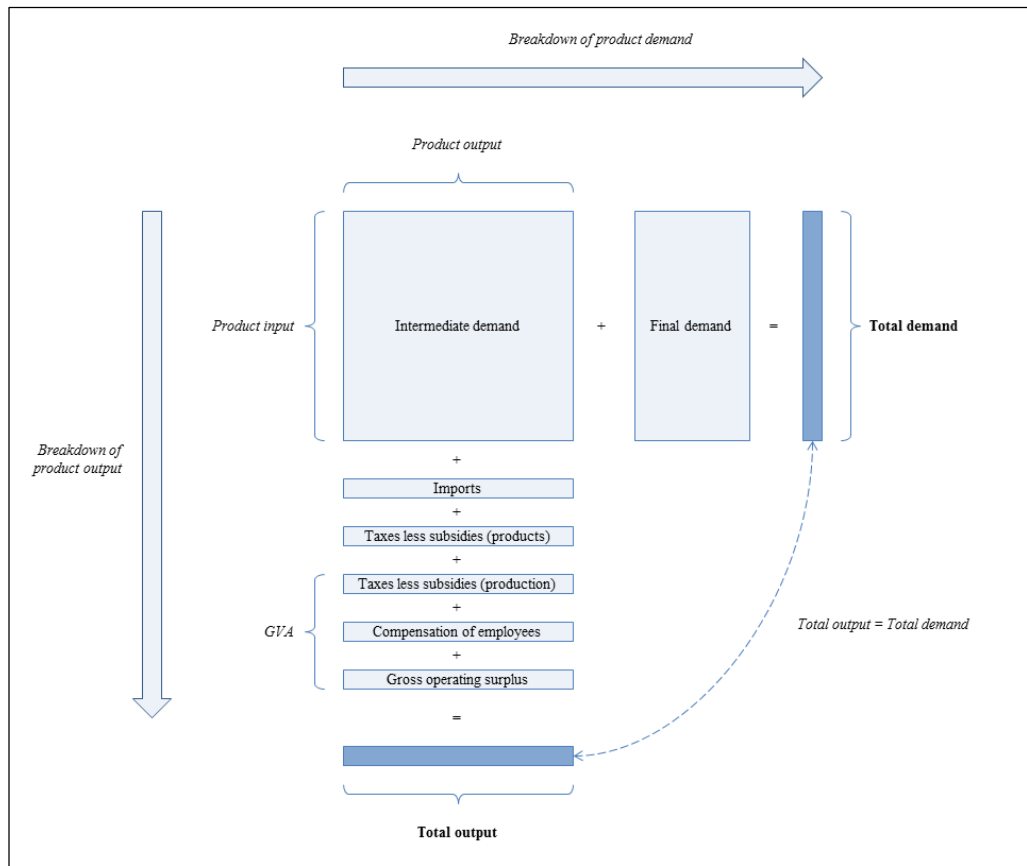 Breakdown of product demand
Product output
Product input
Intermediate demand
+
Final demand
=
Total demand
Breakdown of
product output
+
Imports
+
Taxes less subsidies (products)
+
Taxes less subsidies (production)
+
GVA
Compensation of employees
Total output = Total demand
+
Gross operating surplus
=
Total output